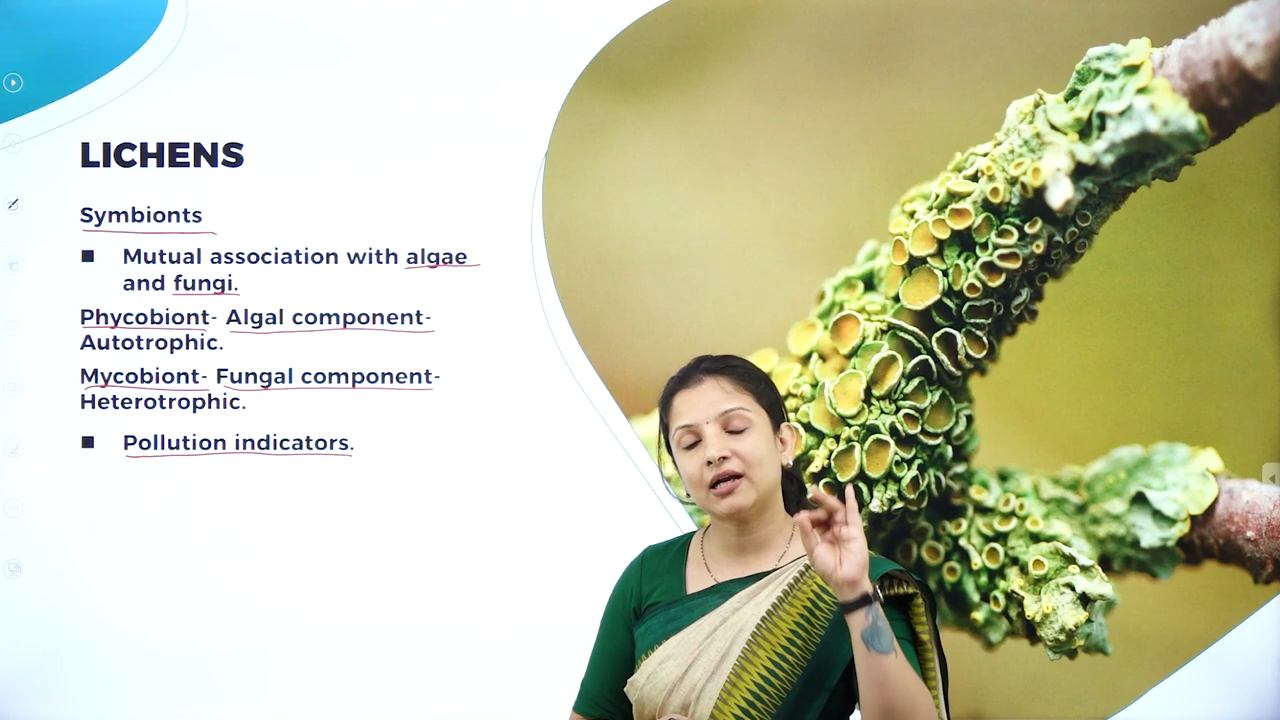 LICHENS
Symbionts
Mutual association with algae
and fungi.
Phycobiont- Algal component-
Autotrophic.
Mycobiont- Fungal component-
Heterotrophic.
Pollution indicators.